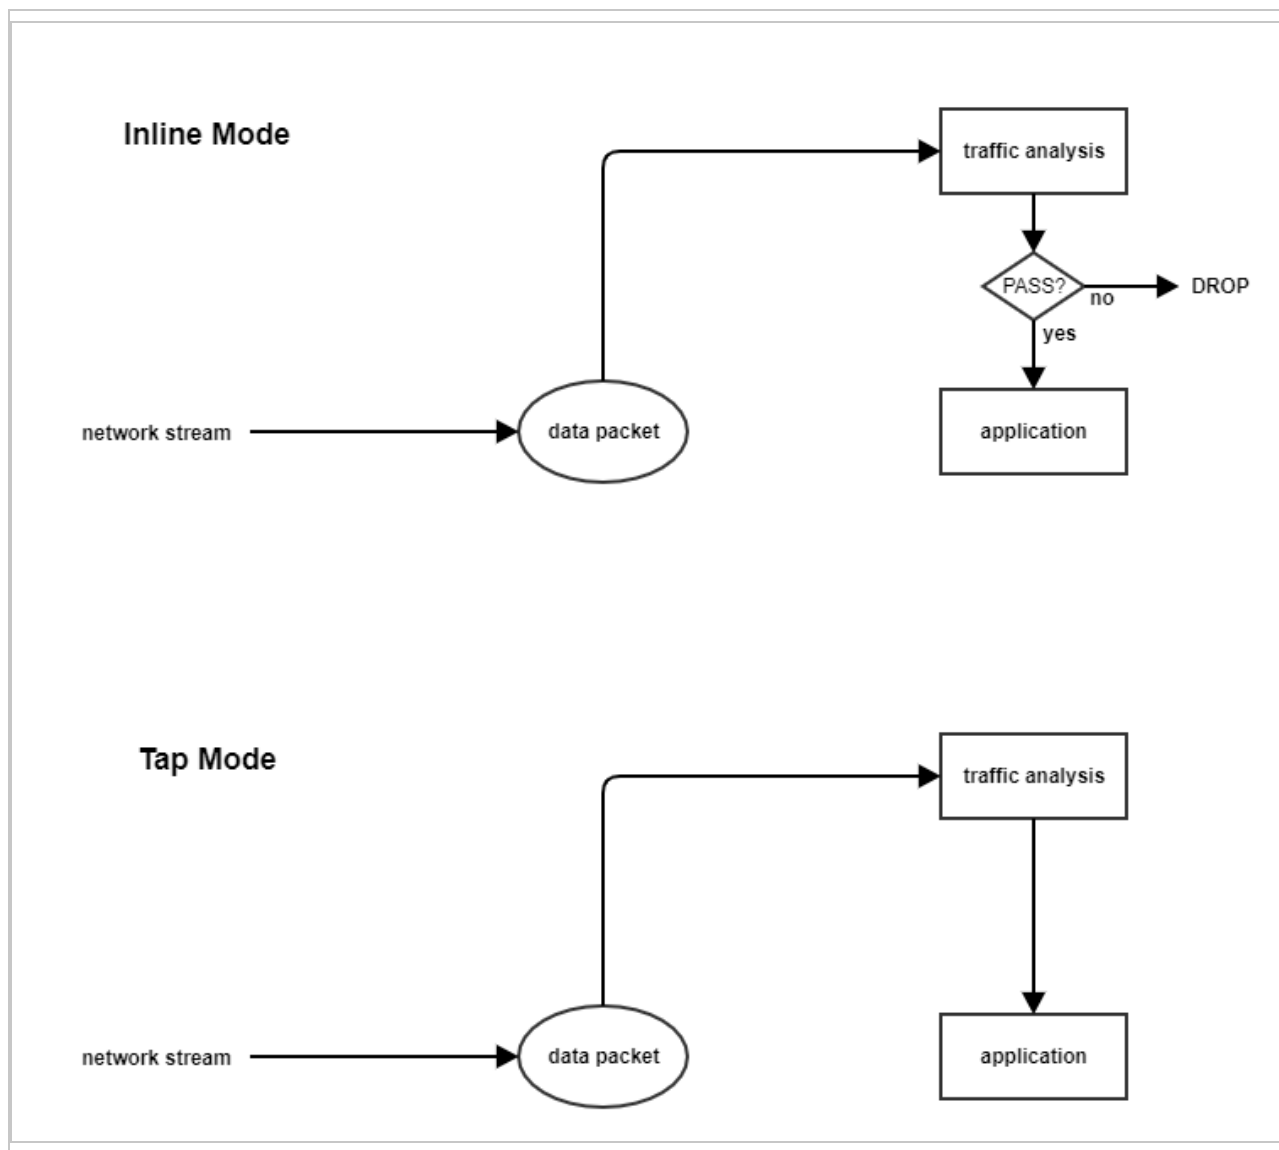 Inline Mode
traffic analysis
PASS?
no
DROP
yes
network stream
data packet
application
Tap Mode
traffic analysis
network stream
data packet
application